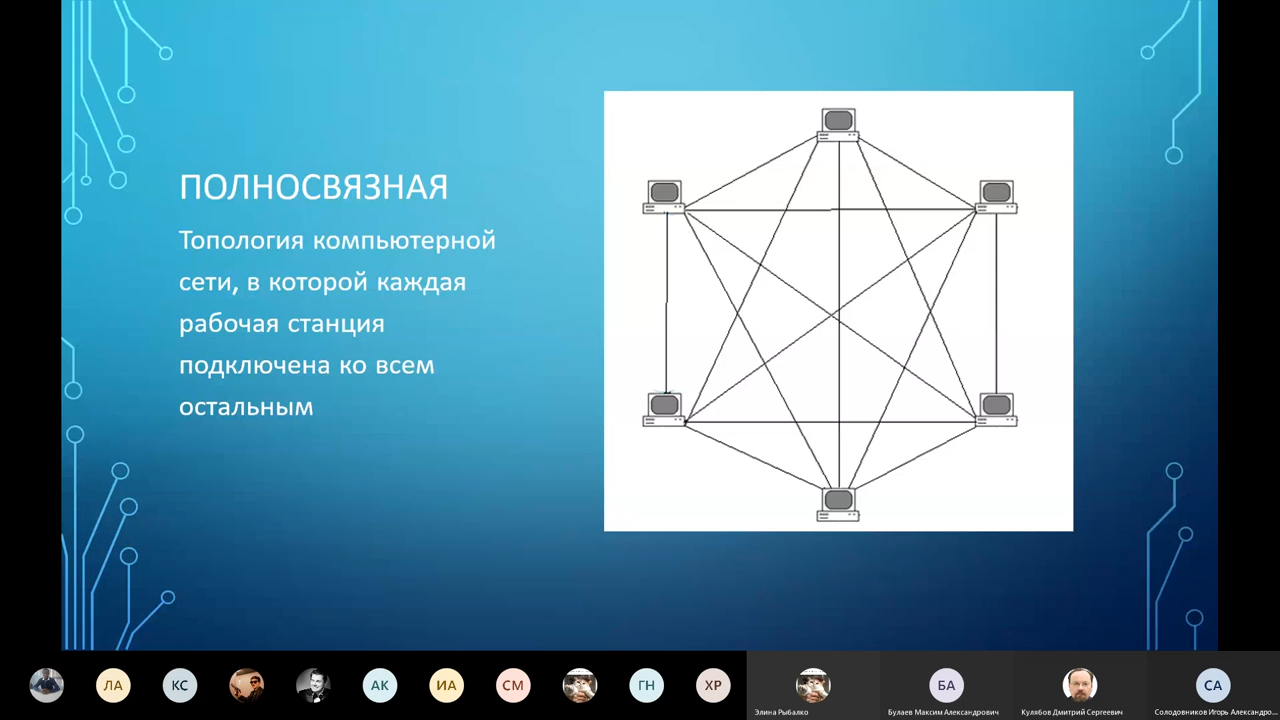 ПОЛНОСВЯЗНАЯ
Топология компьютерной
сети, в которой каждая
рабочая станция
подключена ко всем
остальным
ЛА
КС
АК
ИА
СМ
ГН
ХР
БА
СА
Элина Рыбалко
Булаев Максим Александрович
Кулябов Дмитрий Сергеевич
Солодовников Игорь Александро...